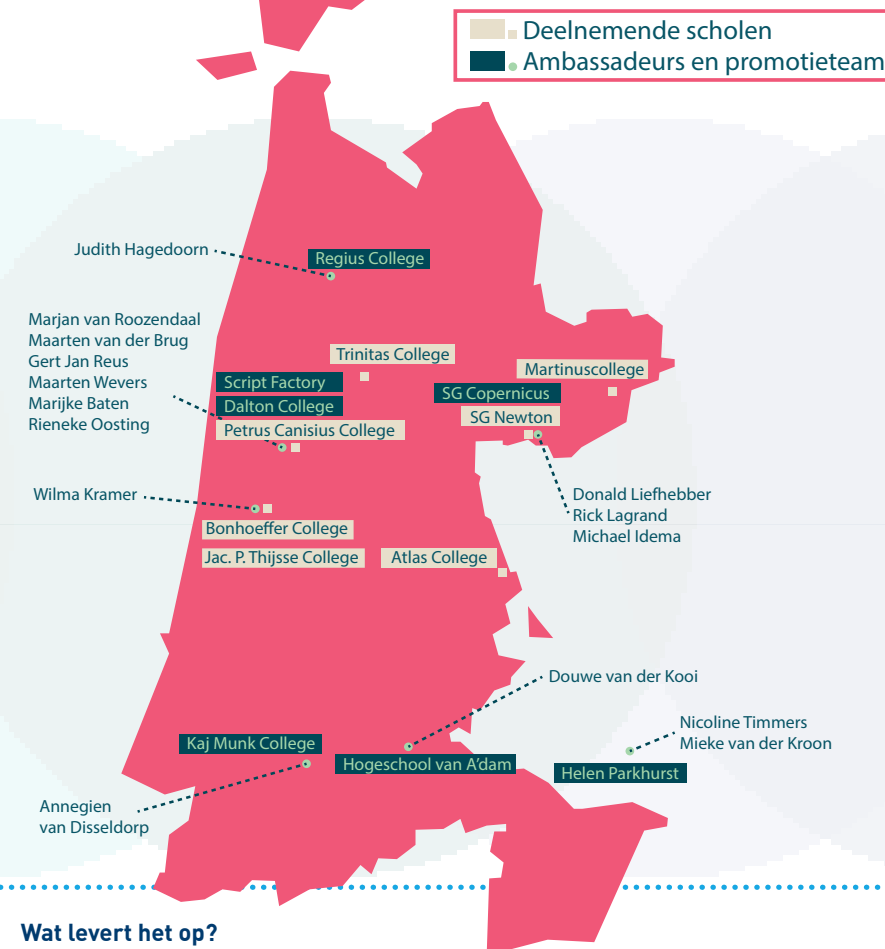 Deelnemende scholen
Ambassadeurs en promotieteam
Judith Hagedoorn
Regius College
Marjan van Roozendaal
Maarten van der Brug
Gert Jan Reus
Maarten Wevers
Marijke Baten
Rieneke Oosting
Trinitas College
Script Factory
Dalton College
Petrus Canisius College
Martinuscollege
SG Copernicus
SG Newton
Wilma Kramer
Donald Liefhebber
Rick Lagrand
Michael Idema
Bonhoeffer College
Jac. P. Thijsse College
Atlas College
Douwe van der Kooi
Nicoline Timmers
Mieke van der Kroon
Kaj Munk College
Hogeschool van A'dam
Helen Parkhurst
Annegien
van Disseldorp
Wat levert het op?